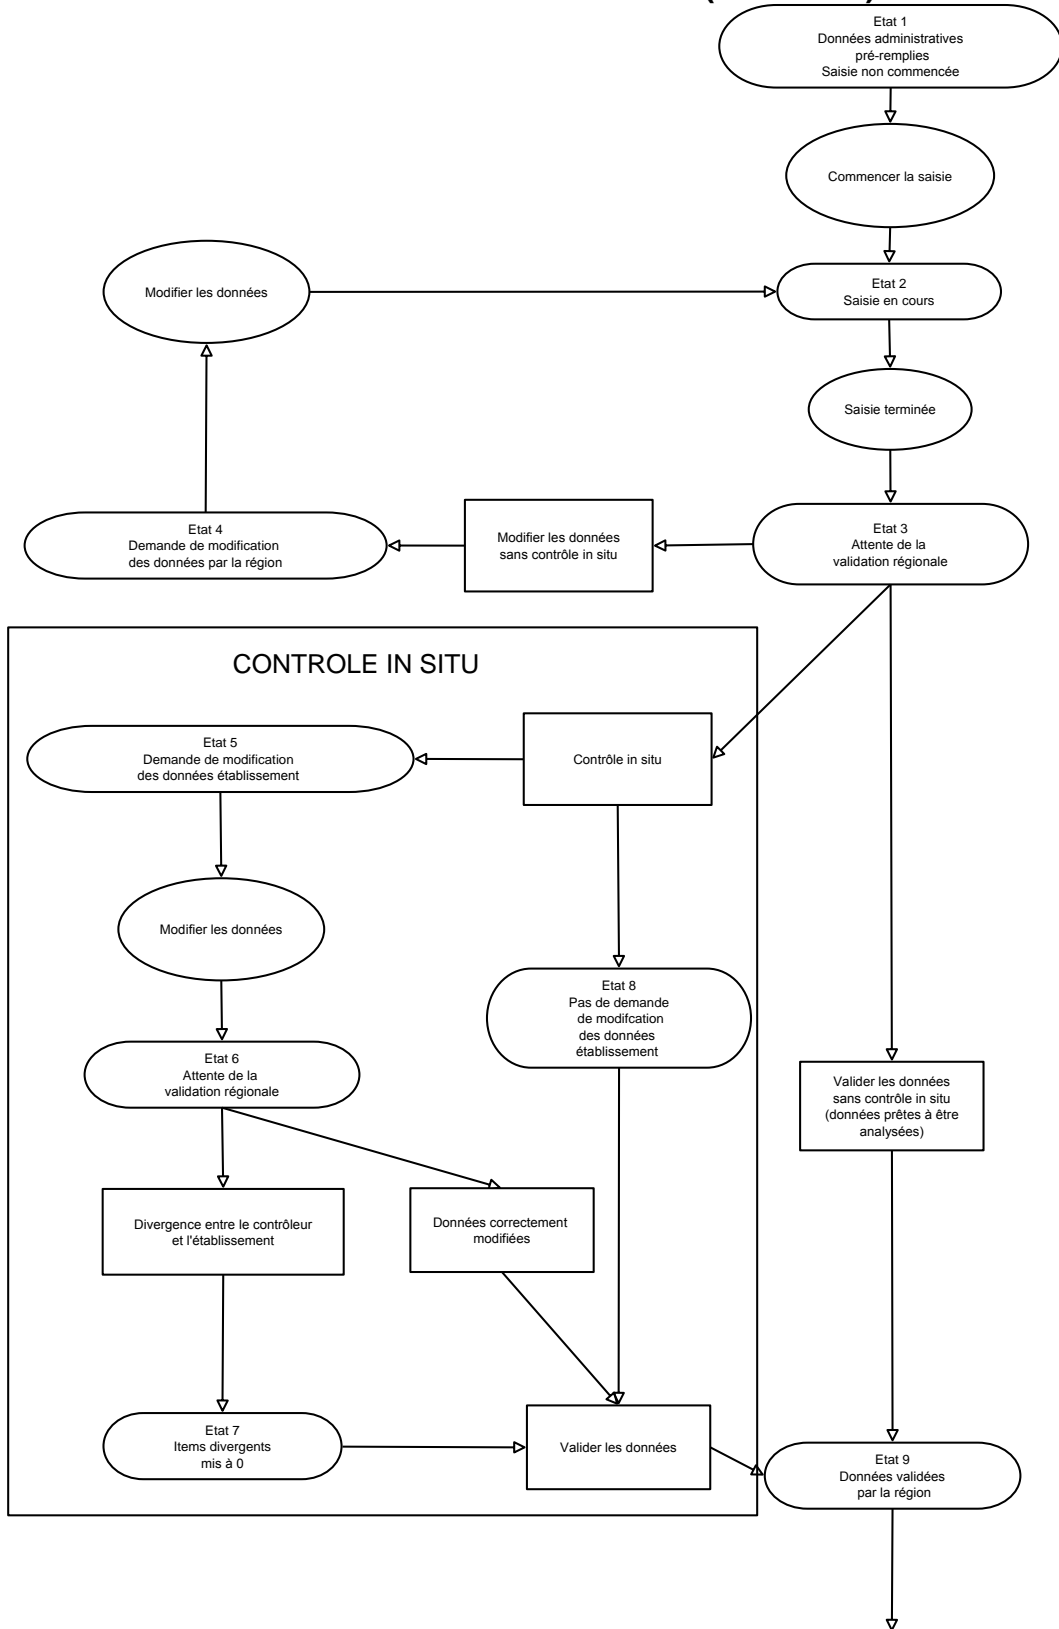 Etat 1
Données administratives
pré-remplies
Saisie non commencée
Commencer la saisie
Modifier les données
Etat 2
Saisie en cours
Saisie terminée
Etat 4
Demande de modification
des données par la région
Modifier les données
sans contrôle in situ
Etat 3
Attente de la
validation régionale
CONTROLE IN SITU
Etat 5
Demande de modification
des données établissement
Contrôle in situ
Modifier les données
Etat 8
Pas de demande
de modifcation
des données
établissement
Etat 6
Attente de la
validation régionale
Valider les données
sans contrôle in situ
(données prêtes à être
analysées)
Divergence entre le contrôleur
et l'établissement
Données correctement
modifiées
Etat 7
Items divergents
mis à 0
Valider les données
Etat 9
Données validées
par la région